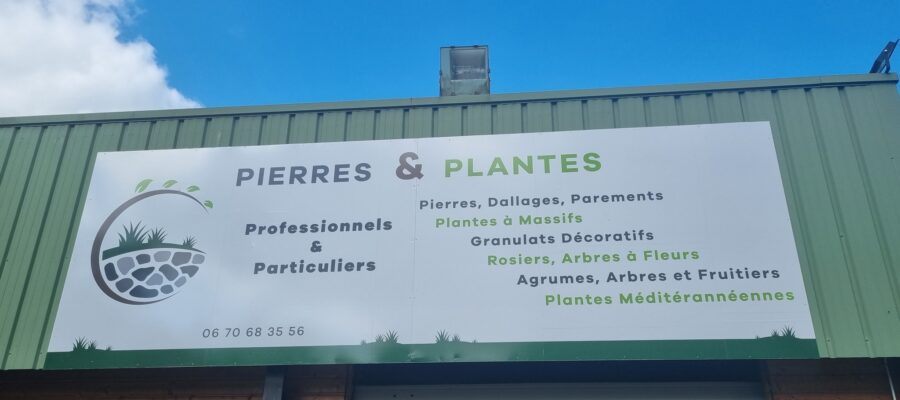 PIERRES & PLANTES
Professionnels
&
Particuliers
06 70 68 35 56
Pierres, Dallages, Parements
Plantes à Massifs
Granulats Décoratifs
Rosiers, Arbres à Fleurs
Agrumes, Arbres et Fruitiers
Plantes Méditérannéennes